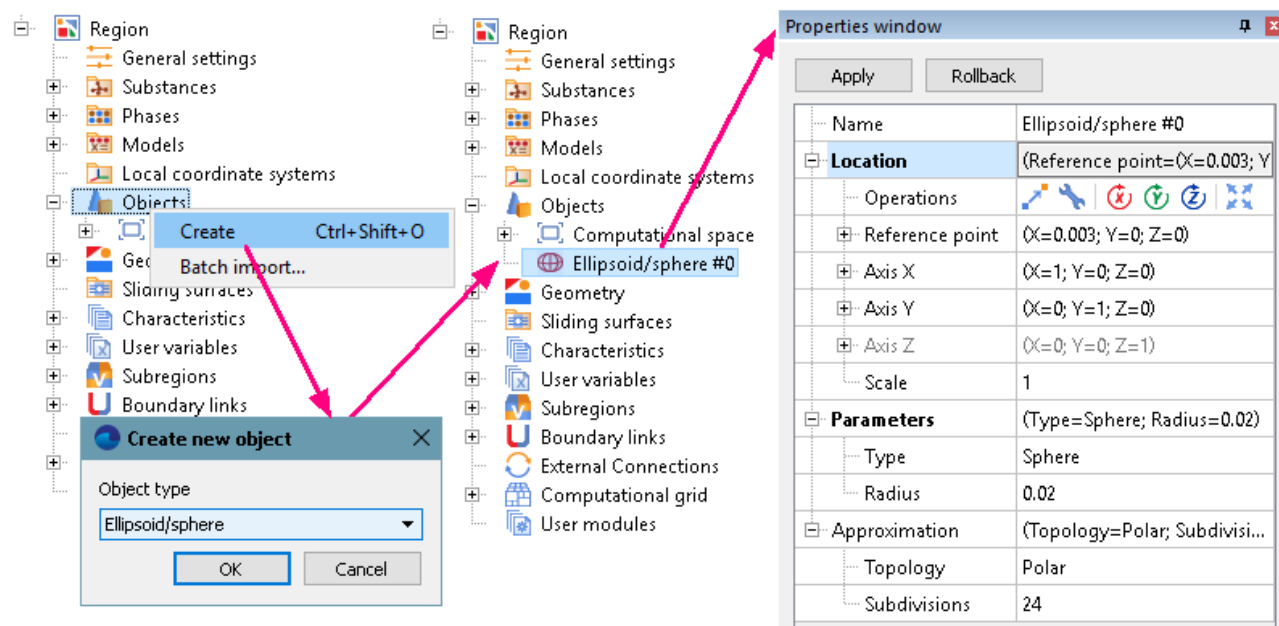 Region
General settings
Substances
Phases
Models
Local coordinate systems
Objects
Create Ctrl+Shift+O
Batch import...
Sliding surfaces
Characteristics
User variables
Subregions
Boundary links
Create new object
Object type
Ellipsoid/sphere
OK Cancel
Region
General settings
Substances
Phases
Models
Local coordinate systems
Objects
Computational space
Ellipsoid/sphere #0
Geometry
Sliding surfaces
Characteristics
User variables
Subregions
Boundary links
External Connections
Computational grid
User modules
Properties window
Apply Rollback
Name Ellipsoid/sphere #0
Location (Reference point=(X=0.003; Y
Operations
Reference point (X=0.003; Y=0; Z=0)
Axis X (X=1; Y=0; Z=0)
Axis Y (X=0; Y=1; Z=0)
Axis Z (X=0; Y=0; Z=1)
Scale 1
Parameters (Type=Sphere; Radius=0.02)
Type Sphere
Radius 0.02
Approximation (Topology=Polar; Subdivisi...
Topology Polar
Subdivisions 24